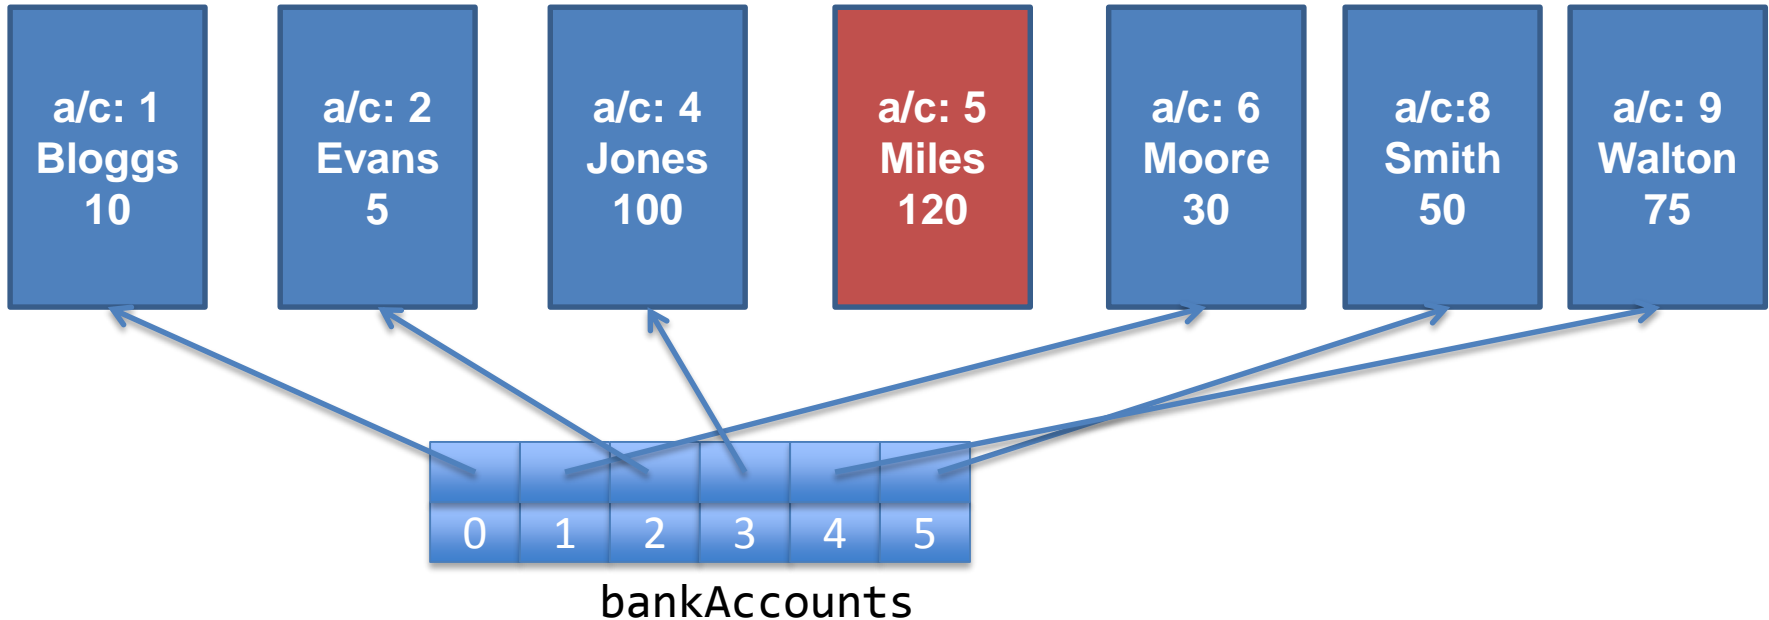 a/c: 1
Bloggs
10
a/c: 2
Evans
5
a/c: 4
Jones
100
a/c: 5
Miles
120
a/c: 6
Moore
30
a/c:8
Smith
50
a/c: 9
Walton
75
0 1 2 3 4 5
bankAccounts